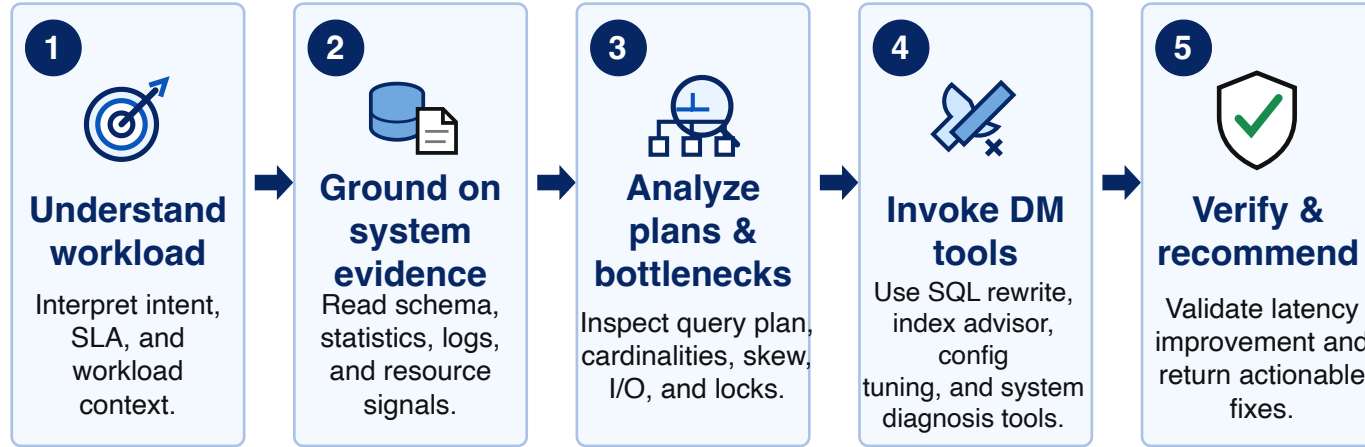 1
Understand
workload
Interpret intent,
SLA, and
workload
context.
2
Ground on
system
evidence
Read schema,
statistics, logs,
and resource
signals.
3
Analyze
plans &
bottlenecks
Inspect query plan,
cardinalities, skew,
I/O, and locks.
4
Invoke DM
tools
Use SQL rewrite,
index advisor,
config
tuning, and system
diagnosis tools.
5
Verify &
recommend
Validate latency
improvement and
return actionable
fixes.